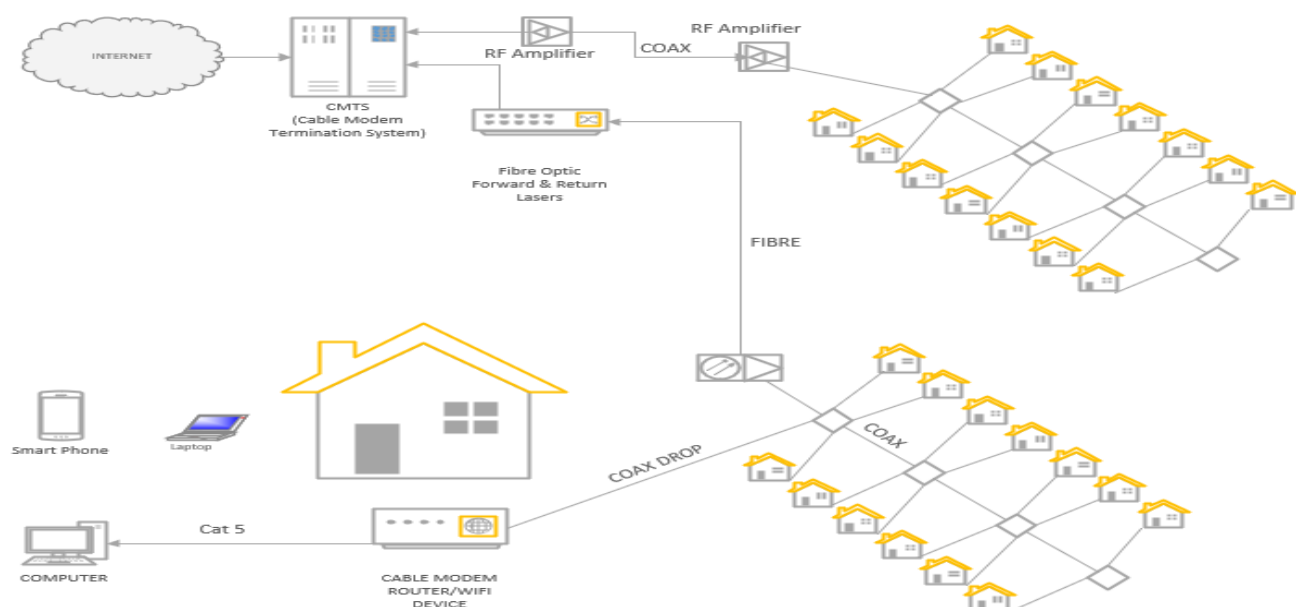 RF Amplifier
INTERNET
RF Amplifier
COAX
CMTS
(Cable Modem
Termination System)
Fibre Optic
Forward & Return
Lasers
FIBRE
Smart Phone
Laptop
COAX
COAX DROP
Cat 5
COMPUTER
CABLE MODEM
ROUTER/WIFI
DEVICE